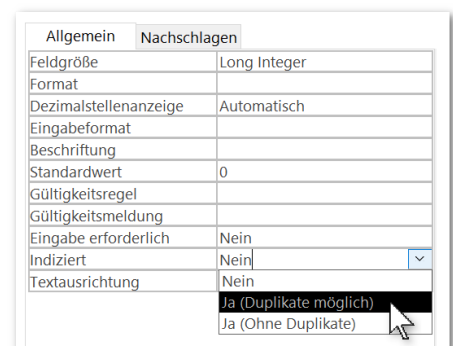 Allgemein Nachschlagen
Feldgröße Long Integer
Format
Dezimalstellenanzeige Automatisch
Eingabeformat
Beschriftung
Standardwert 0
Gültigkeitsregel
Gültigkeitsmeldung
Eingabe erforderlich Nein
Indiziert Nein
Textausrichtung Nein
Ja (Duplikate möglich)
Ja (Ohne Duplikate)